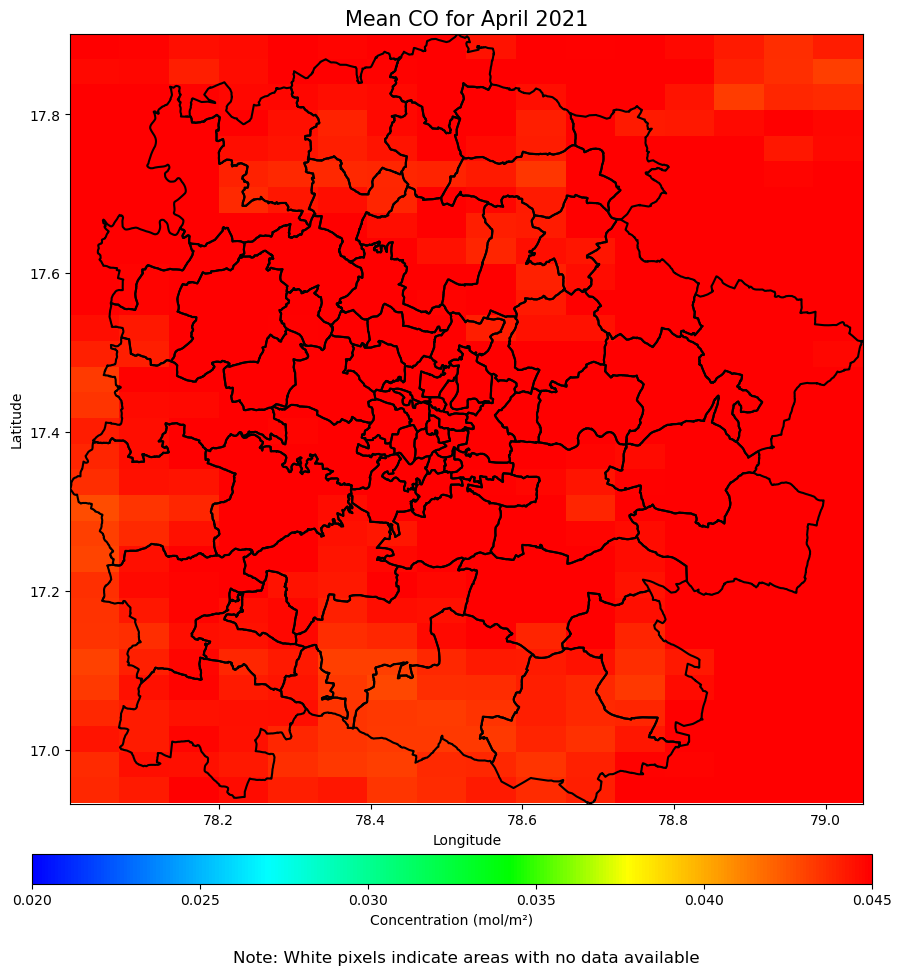 Mean CO for April 2021
Latitude
17.8
17.6
17.4
17.2
17.0
78.2 78.4 78.6 78.8 79.0
Longitude
0.020 0.025 0.030 0.035 0.040 0.045
Concentration (mol/m²)
Note: White pixels indicate areas with no data available